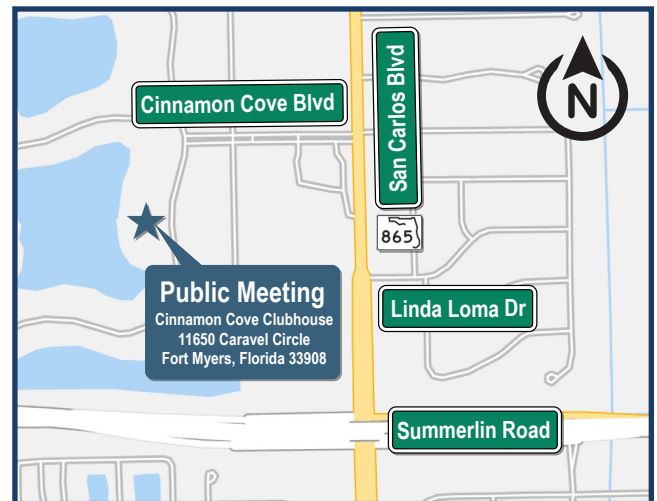 Cinnamon Cove Blvd
San Carlos Blvd
N
865
Public Meeting
Cinnamon Cove Clubhouse
11650 Caravel Circle
Fort Myers, Florida 33908
Linda Loma Dr
Summerlin Road